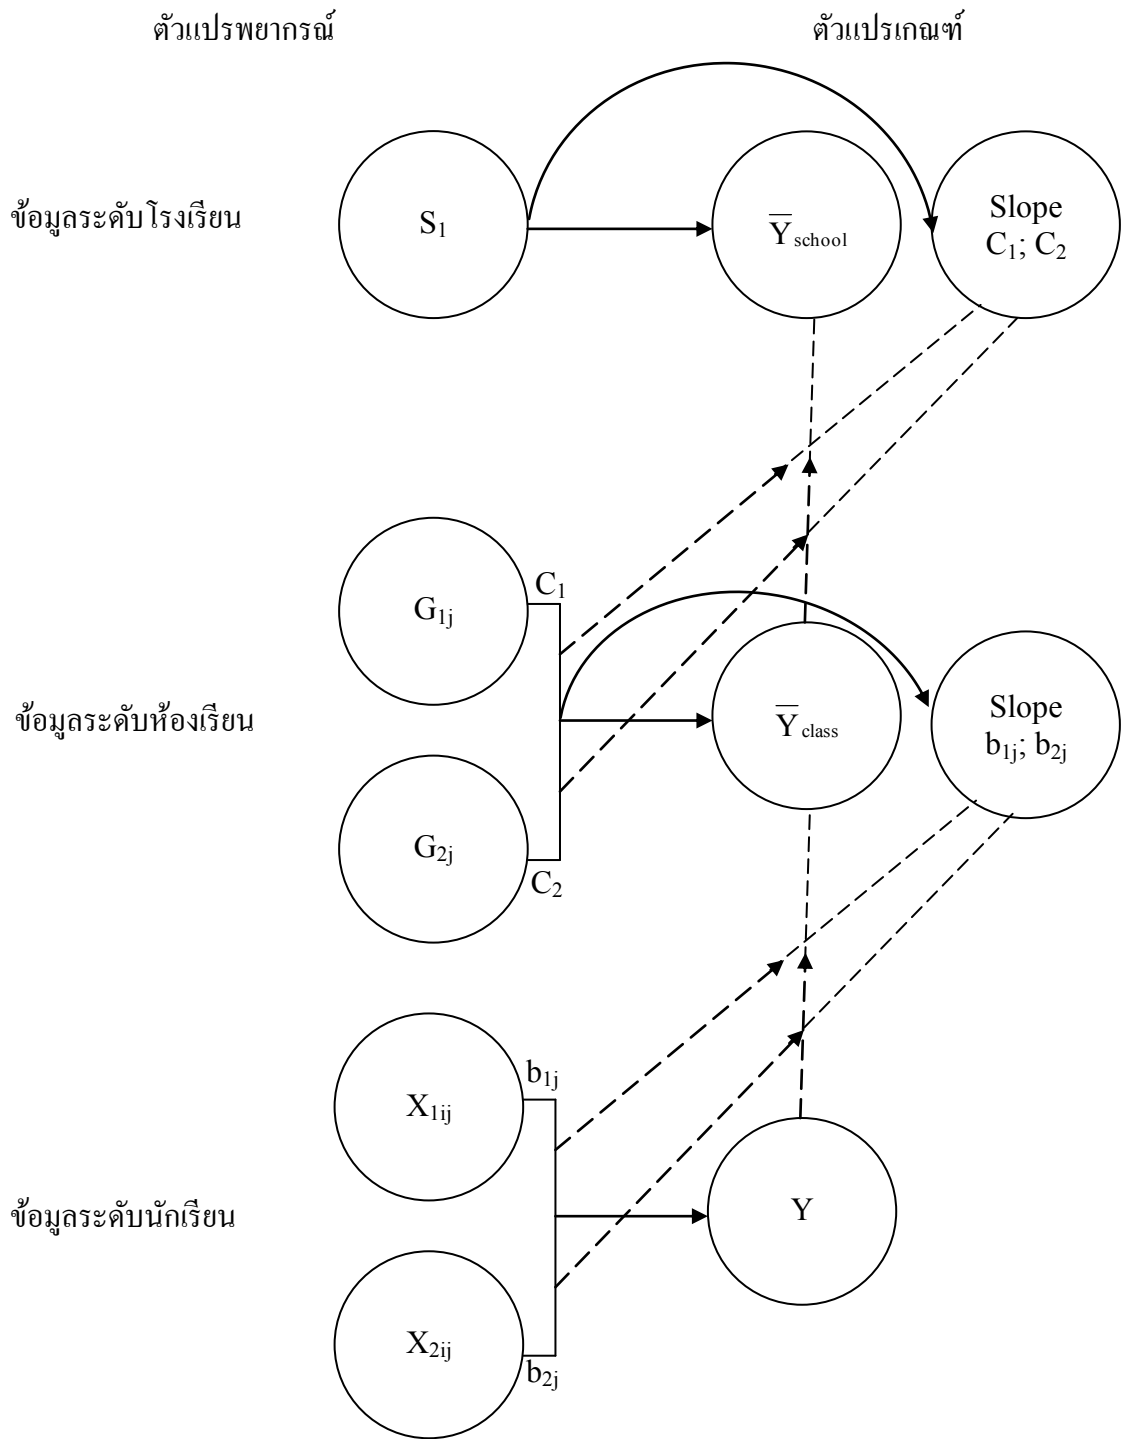 ตัวแปรพยากรณ์
ตัวแปรเกณฑ์
ข้อมูลระดับโรงเรียน
S₁
Y̅ school
Slope
C₁; C₂
G₁ⱼ
C₁
ข้อมูลระดับห้องเรียน
Y̅ class
Slope
b₁ⱼ; b₂ⱼ
G₂ⱼ
C₂
X₁ᵢⱼ
b₁ⱼ
ข้อมูลระดับนักเรียน
Y
X₂ᵢⱼ
b₂ⱼ